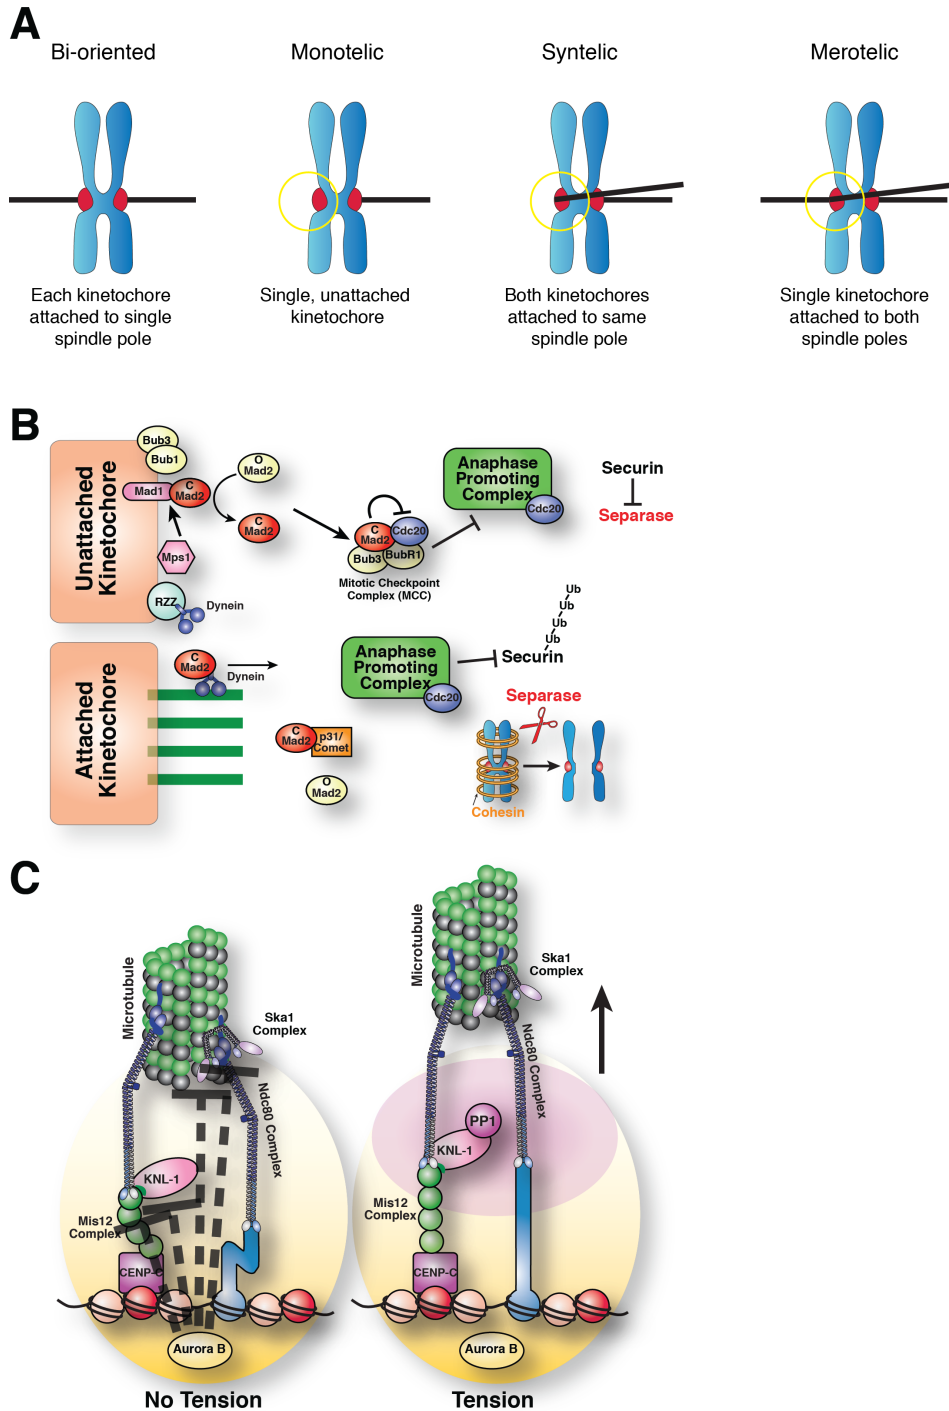 A
Bi-oriented
Monotelic
Syntelic
Merotelic
Each kinetochore
attached to single
spindle pole
Single, unattached
kinetochore
Both kinetochores
attached to same
spindle pole
Single kinetochore
attached to both
spindle poles
B
Unattached
Kinetochore
Bub3
Bub1
Mad1
C
Mad2
Mps1
RZZ
Dynein
O
Mad2
C
Mad2
C
Mad2
Cdc20
Bub3
BubR1
Mitotic Checkpoint
Complex (MCC)
Anaphase
Promoting
Complex
Cdc20
Securin
Separase
Attached
Kinetochore
C
Mad2
Dynein
C
Mad2
p31/
Comet
O
Mad2
Anaphase
Promoting
Complex
Cdc20
Ub
Ub
Ub
Ub
Securin
Separase
Cohesin
C
Microtubule
Ska1
Complex
Ndc80 Complex
KNL-1
Mis12
Complex
CENP-C
Aurora B
No Tension
Microtubule
Ska1
Complex
Ndc80 Complex
PP1
KNL-1
Mis12
Complex
CENP-C
Aurora B
Tension